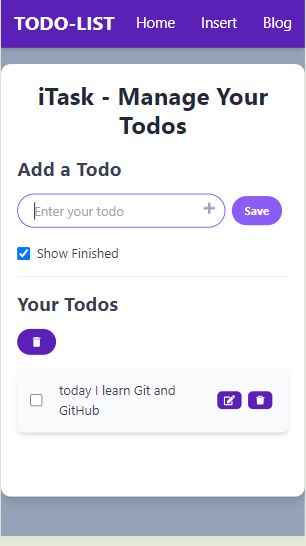 TODO-LIST Home Insert Blog
iTask - Manage Your
Todos
Add a Todo
Enter your todo
Save
Show Finished
Your Todos
today I learn Git and
GitHub